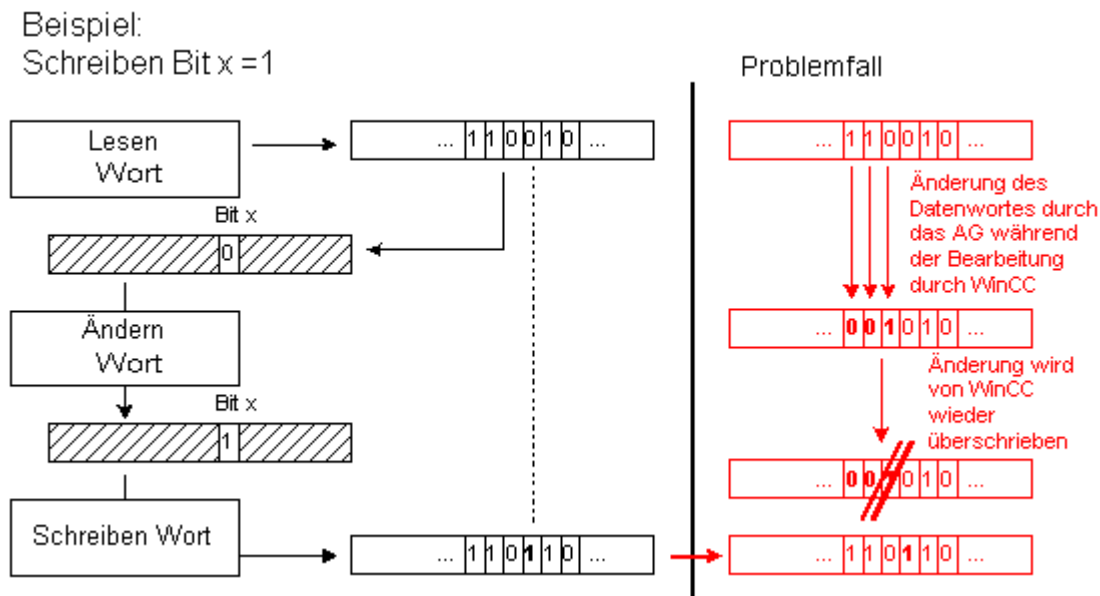 Beispiel:
Schreiben Bit x =1
Problemfall
Lesen
Wort
... 1 1 0 0 1 0 ...
... 1 1 0 0 1 0 ...
Änderung des
Datenwortes durch
das AG während
der Bearbeitung
durch WinCC
Bit x
0
Ändern
Wort
... 0 0 1 0 1 0 ...
Änderung wird
von WinCC
wieder
überschrieben
Bit x
1
... 0 0 1 0 1 0 ...
Schreiben Wort
... 1 1 0 1 1 0 ...
... 1 1 0 1 1 0 ...